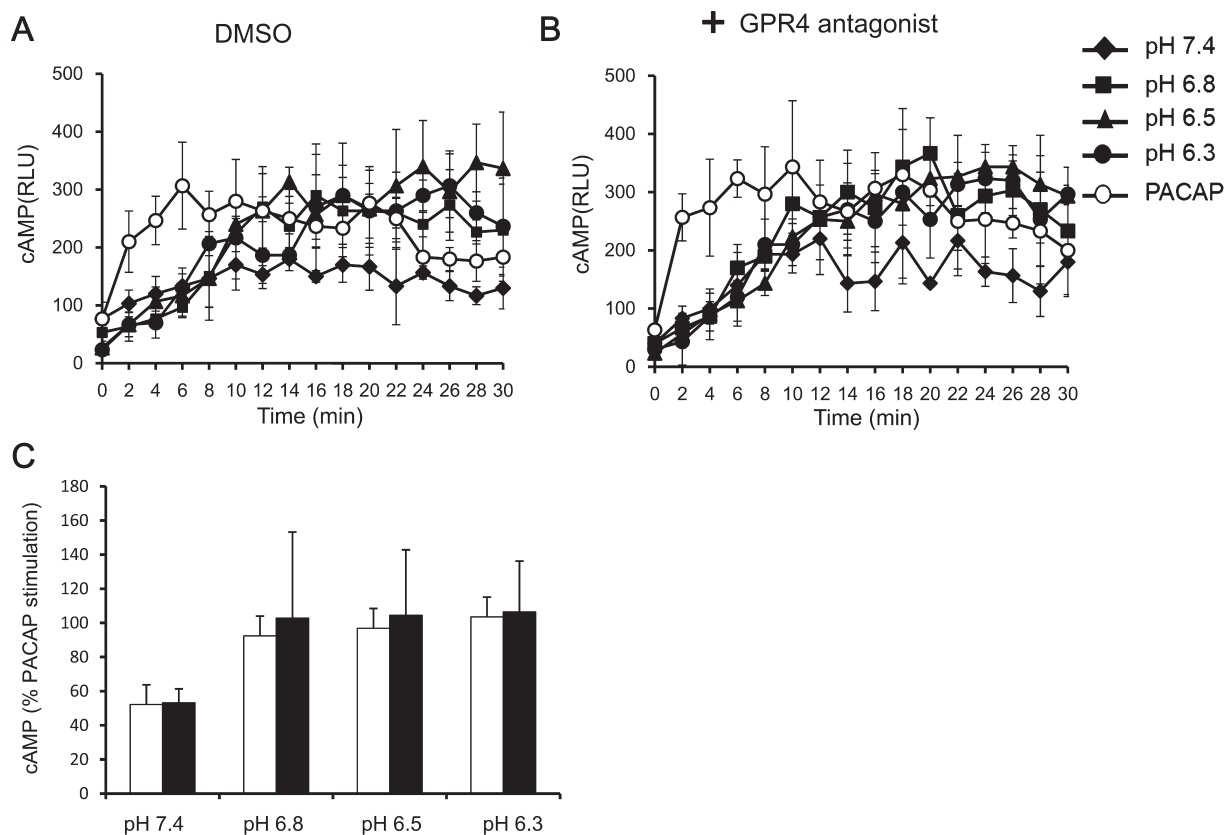 A
DMSO
500
400
300
200
100
0
cAMP(RLU)
0 2 4 6 8 10 12 14 16 18 20 22 24 26 28 30
Time (min)
B
+ GPR4 antagonist
500
400
300
200
100
0
cAMP(RLU)
0 2 4 6 8 10 12 14 16 18 20 22 24 26 28 30
Time (min)
pH 7.4
pH 6.8
pH 6.5
pH 6.3
PACAP
C
180
160
140
120
100
80
60
40
20
0
cAMP (% PACAP stimulation)
pH 7.4 pH 6.8 pH 6.5 pH 6.3